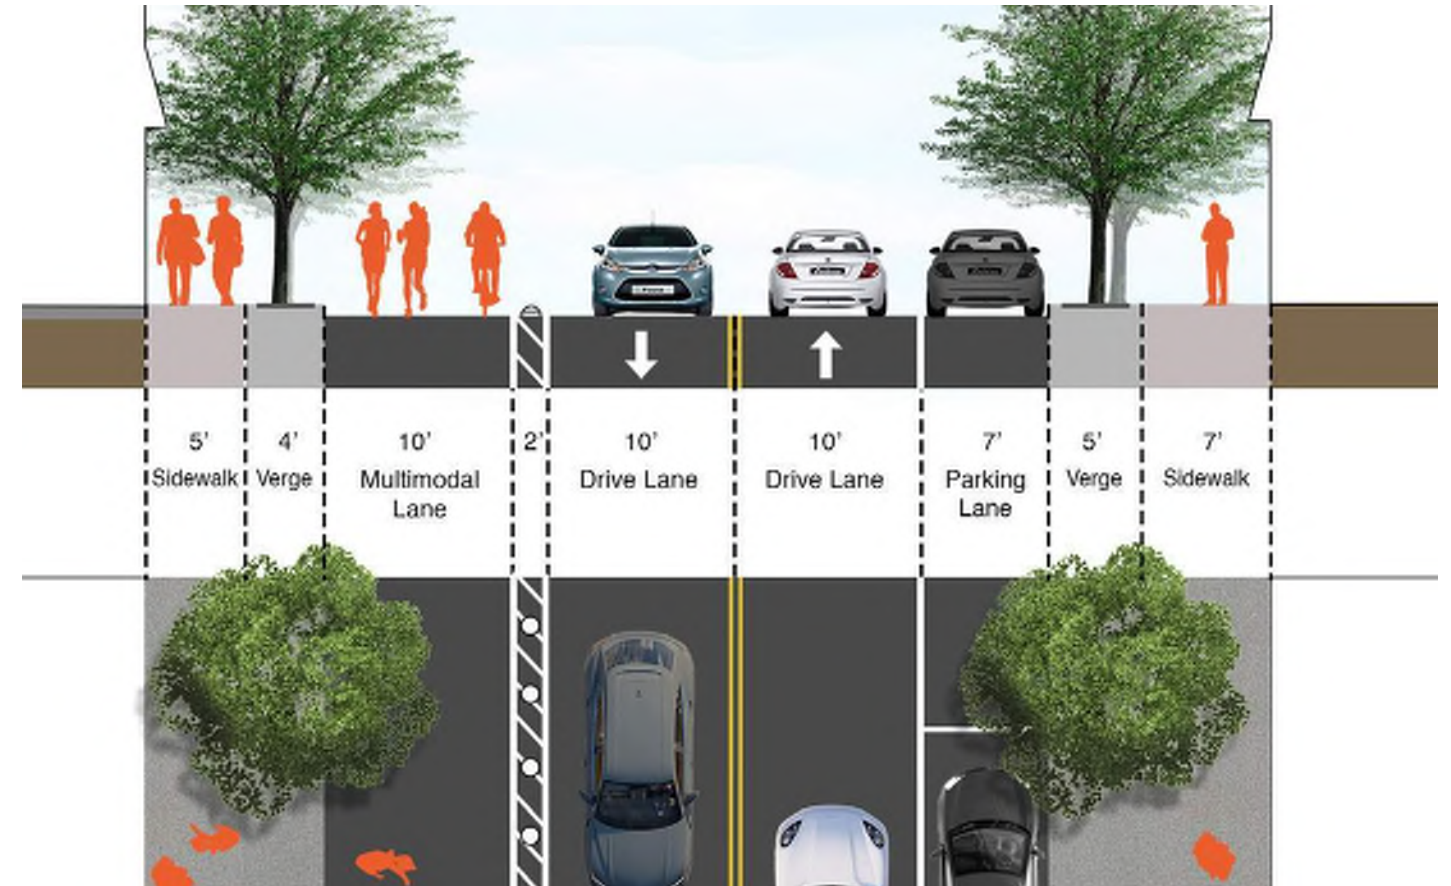 5’ 4’ 10’ 2’ 10’ 10’ 7’ 5’ 7’
Sidewalk Verge Multimodal Drive Lane Drive Lane Parking Verge Sidewalk
Lane Lane